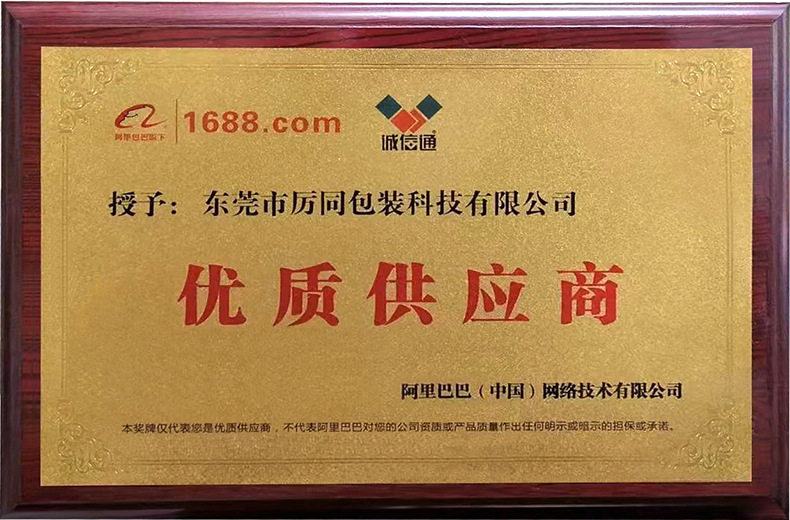 阿里巴巴旗下 1688.com 诚信通
授予：东莞市厉同包装科技有限公司
优质供应商
阿里巴巴（中国）网络技术有限公司
本奖牌仅代表您是优质供应商，不代表阿里巴巴对您的公司资质或产品质量作出任何明示或暗示的担保或承诺。